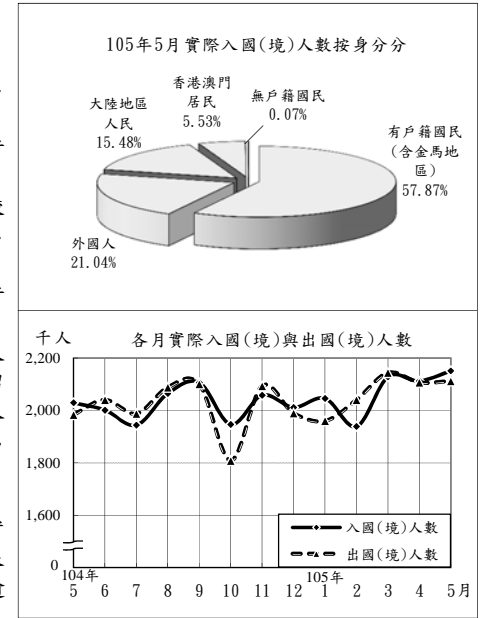 105年5月實際入國(境)人數按身分分
香港澳門
居民
5.53%
無戶籍國民
0.07%
大陸地區
人民
15.48%
有戶籍國民
(含金馬地
區)
57.87%
外國人
21.04%
千人
各月實際入國(境)與出國(境)人數
2,200
2,000
1,800
1,600
0
入國(境)人數
出國(境)人數
104年
105年
5 6 7 8 9 10 11 12 1 2 3 4 5月